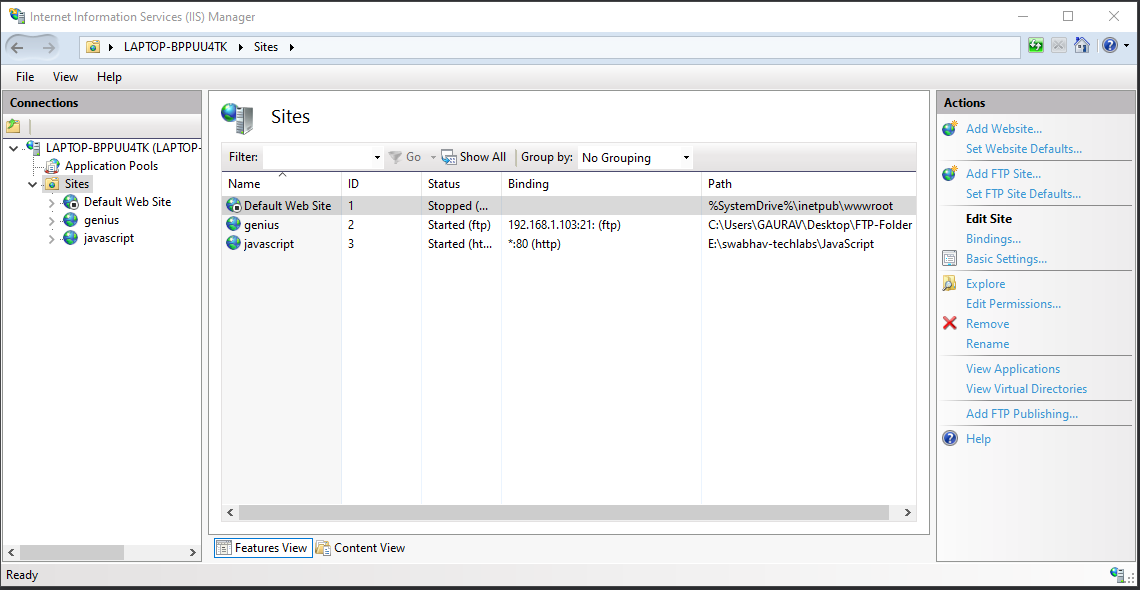 Internet Information Services (IIS) Manager
LAPTOP-BPPUU4TK Sites
File View Help
Connections
LAPTOP-BPPUU4TK (LAPTOP-
Application Pools
Sites
Default Web Site
genius
javascript
Sites
Filter: Go Show All Group by: No Grouping
Name ID Status Binding Path
Default Web Site 1 Stopped (... %SystemDrive%\inetpub\wwwroot
genius 2 Started (ftp) 192.168.1.103:21: (ftp) C:\Users\GAURAV\Desktop\FTP-Folder
javascript 3 Started (ht... *:80 (http) E:\swabhav-techlabs\JavaScript
Features View Content View
Actions
Add Website...
Set Website Defaults...
Add FTP Site...
Set FTP Site Defaults...
Edit Site
Bindings...
Basic Settings...
Explore
Edit Permissions...
Remove
Rename
View Applications
View Virtual Directories
Add FTP Publishing...
Help
Ready